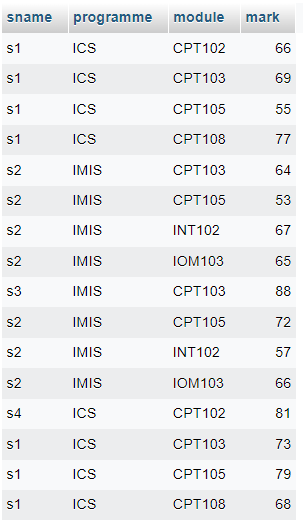 sname programme module mark
s1 ICS CPT102 66
s1 ICS CPT103 69
s1 ICS CPT105 55
s1 ICS CPT108 77
s2 IMIS CPT103 64
s2 IMIS CPT105 53
s2 IMIS INT102 67
s2 IMIS IOM103 65
s3 IMIS CPT103 88
s2 IMIS CPT105 72
s2 IMIS INT102 57
s2 IMIS IOM103 66
s4 ICS CPT102 81
s1 ICS CPT103 73
s1 ICS CPT105 79
s1 ICS CPT108 68